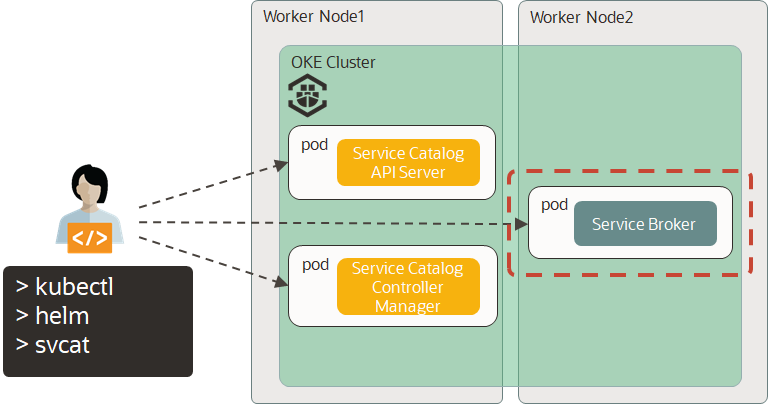 Worker Node1
Worker Node2
OKE Cluster
pod
Service Catalog
API Server
pod
Service Broker
</>
pod
Service Catalog
Controller
Manager
> kubectl
> helm
> svcat